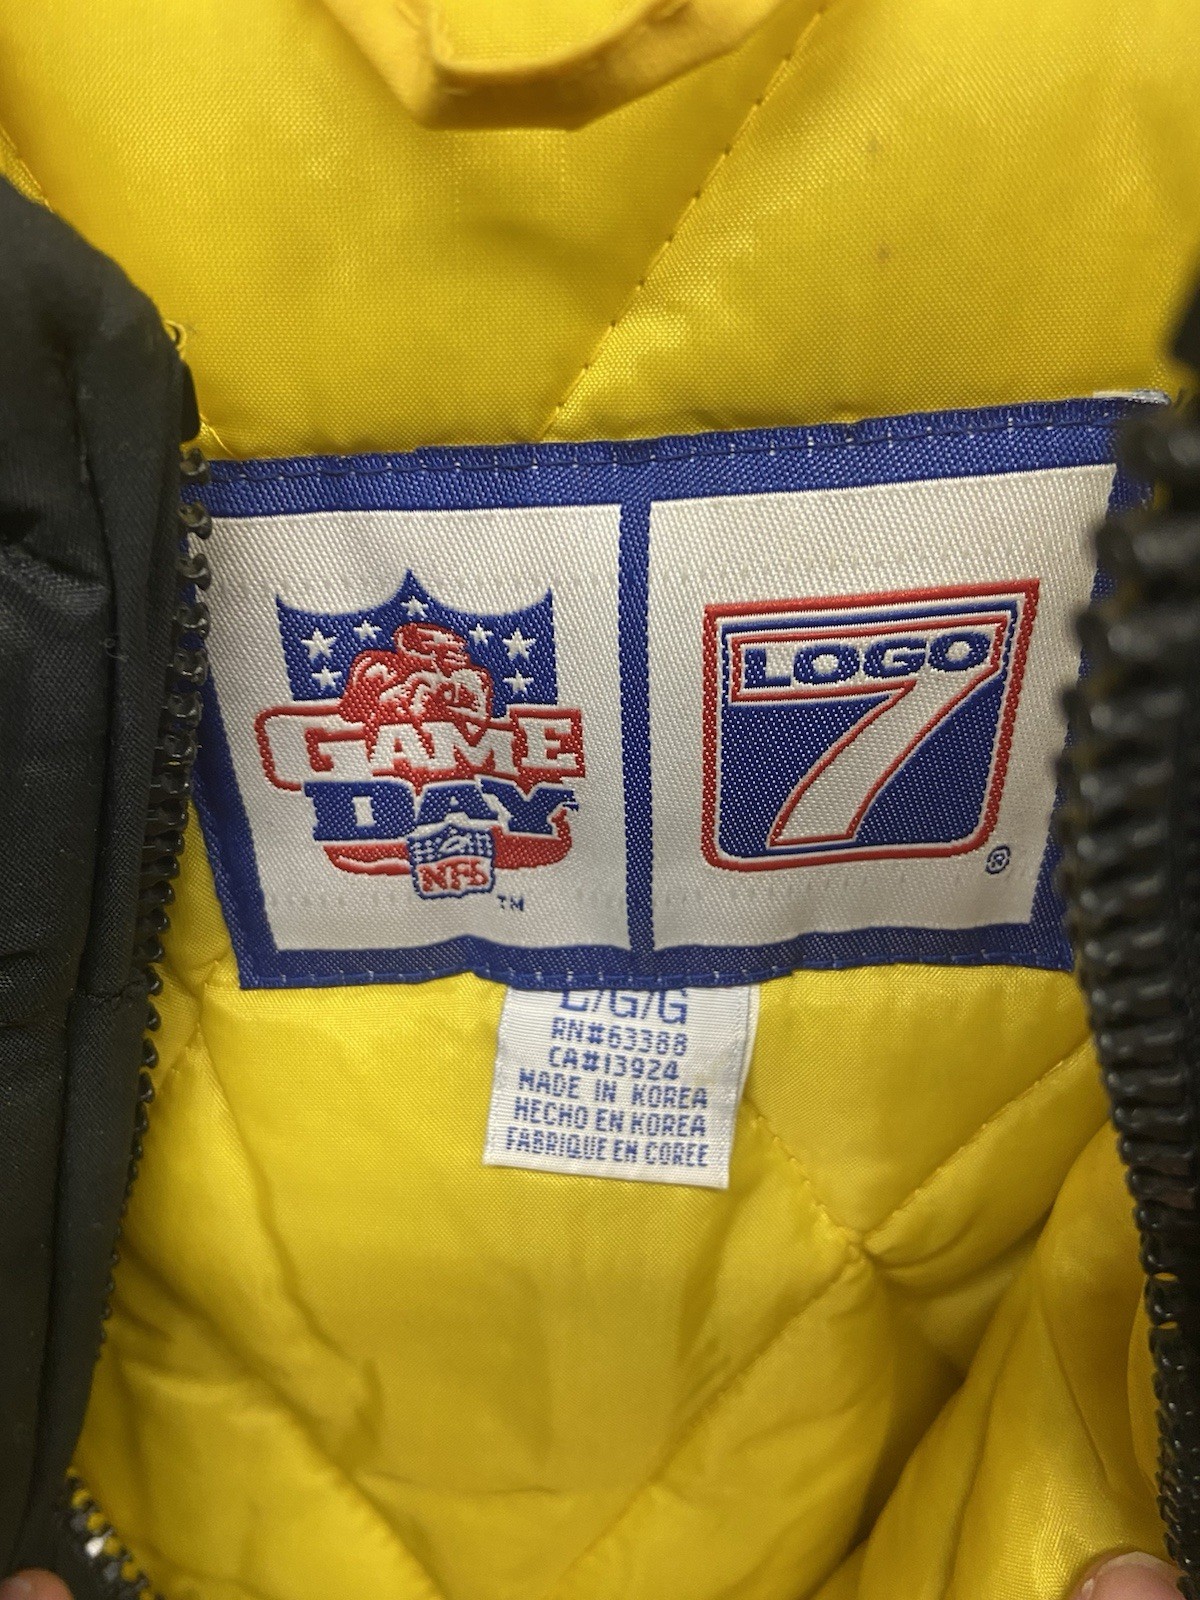 GAME
DAY
NFL
TM
LOGO
7
®
L/G/G
RN#63388
CA#13924
MADE IN KOREA
HECHO EN KOREA
FABRIQUE EN COREE